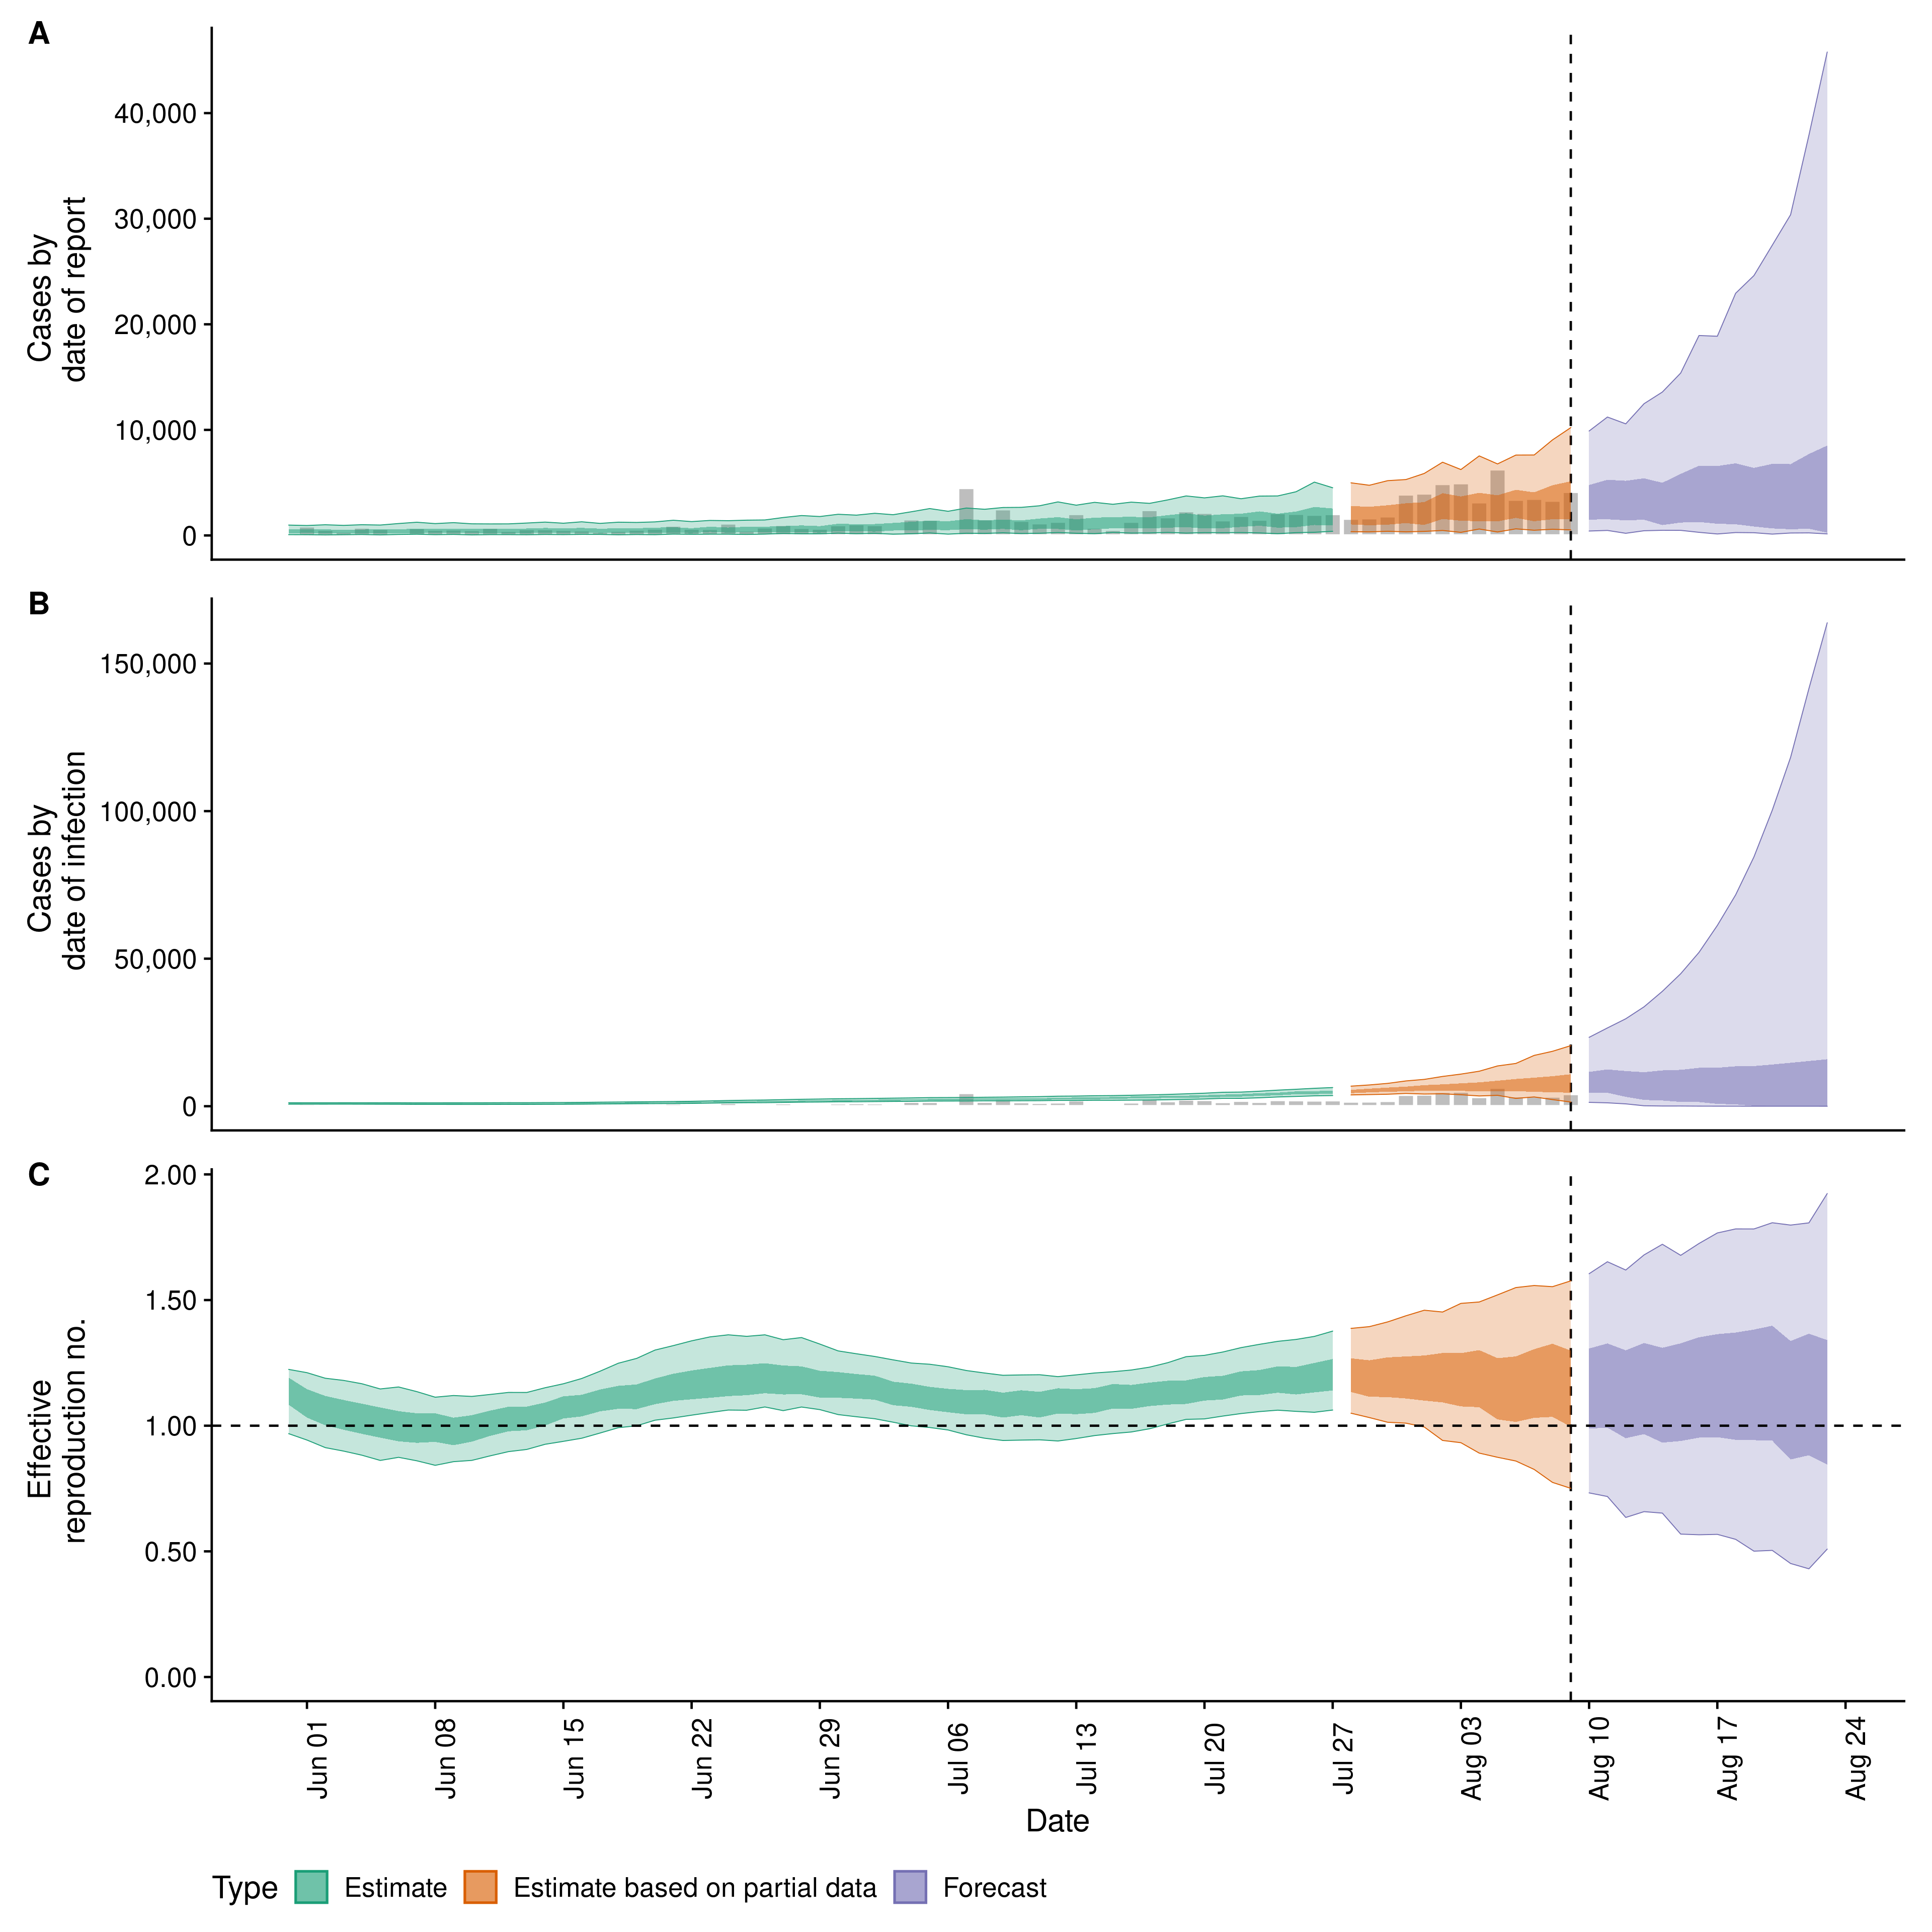 A
Cases by
date of report
40,000
30,000
20,000
10,000
0
B
Cases by
date of infection
150,000
100,000
50,000
0
C
Effective
reproduction no.
2.00
1.50
1.00
0.50
0.00
Jun 01
Jun 08
Jun 15
Jun 22
Jun 29
Jul 06
Jul 13
Jul 20
Jul 27
Aug 03
Aug 10
Aug 17
Aug 24
Date
Type Estimate Estimate based on partial data Forecast